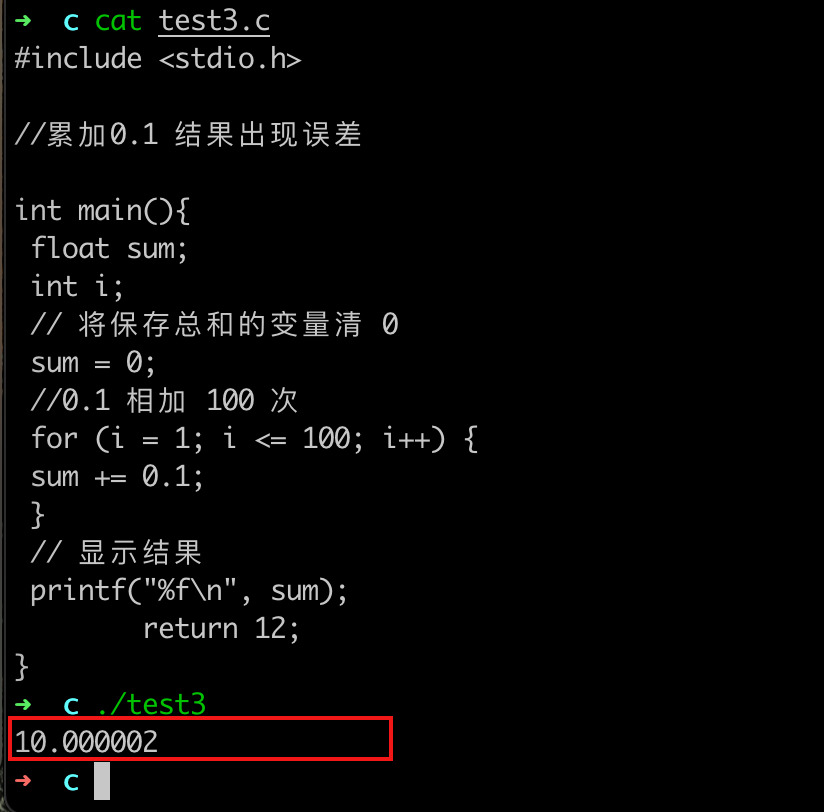 ➜  c cat test3.c
#include <stdio.h>
//累加0.1 结果出现误差
int main(){
 float sum;
 int i;
 // 将保存总和的变量清 0
 sum = 0;
 //0.1 相加 100 次
 for (i = 1; i <= 100; i++) {
 sum += 0.1;
 }
 // 显示结果
 printf("%f\n", sum);
        return 12;
}
➜  c ./test3
10.000002
➜  c